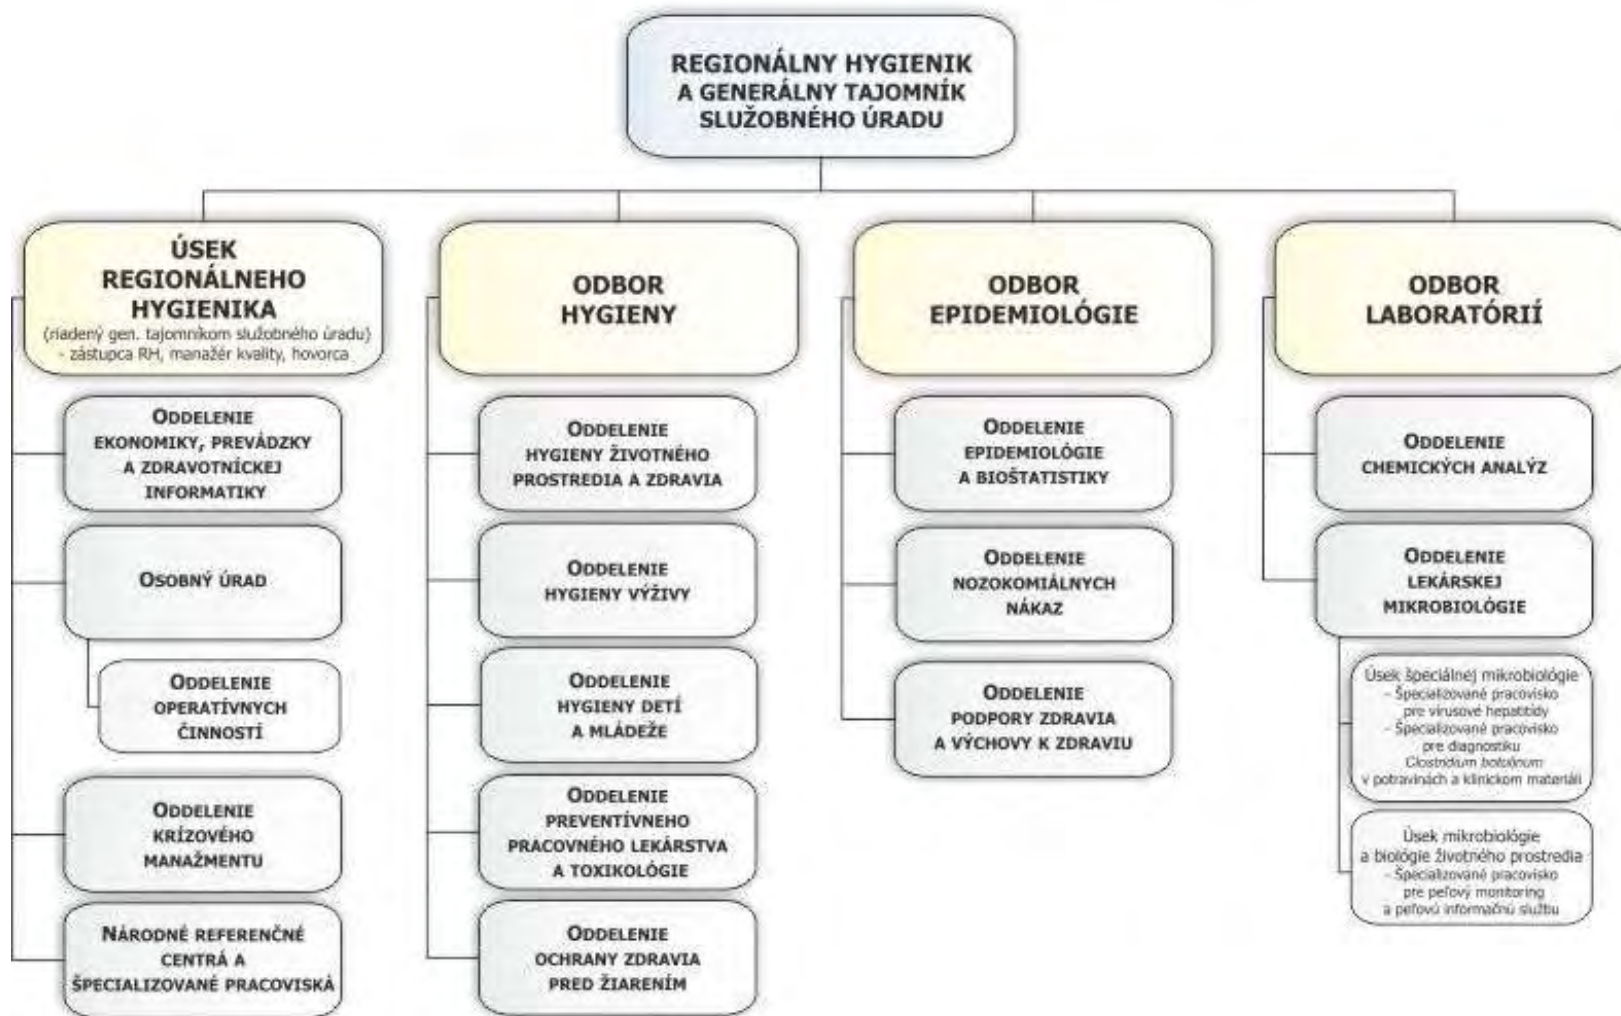 REGIONÁLNY HYGIENIK
A GENERÁLNY TAJOMNÍK
SLUŽOBNÉHO ÚRADU
ÚSEK
REGIONÁLNEHO
HYGIENIKA
(riadený gen. tajomníkom služobného úradu)
- zástupca RH, manažér kvality, hovorca
ODDELENIE
EKONOMIKY, PREVÁDZKY
A ZDRAVOTNÍCKEJ
INFORMATIKY
OSOBNÝ ÚRAD
ODDELENIE
OPERATÍVNYCH
ČINNOSTÍ
ODDELENIE
KRÍZOVÉHO
MANAŽMENTU
NÁRODNÉ REFERENČNÉ
CENTRÁ A
ŠPECIALIZOVANÉ PRACOVISKÁ
ODBOR
HYGIENY
ODDELENIE
HYGIENY ŽIVOTNÉHO
PROSTREDIA A ZDRAVIA
ODDELENIE
HYGIENY VÝŽIVY
ODDELENIE
HYGIENY DETÍ
A MLÁDEŽE
ODDELENIE
PREVENTÍVNEHO
PRACOVNÉHO LEKÁRSTVA
A TOXIKOLÓGIE
ODDELENIE
OCHRANY ZDRAVIA
PRED ŽIARENÍM
ODBOR
EPIDEMIOLÓGIE
ODDELENIE
EPIDEMIOLÓGIE
A BIOŠTATISTIKY
ODDELENIE
NOZOKOMIÁLNYCH
NÁKAZ
ODDELENIE
PODPORY ZDRAVIA
A VÝCHOVY K ZDRAVIU
ODBOR
LABORATÓRIÍ
ODDELENIE
CHEMICKÝCH ANALÝZ
ODDELENIE
LEKÁRSKEJ
MIKROBIOLÓGIE
Úsek špeciálnej mikrobiológie
- Špecializované pracovisko
pre vírusové hepatitídy
- Špecializované pracovisko
pre diagnostiku
Clostridium botulinum
v potravinách a klinickom materiáli
Úsek mikrobiológie
a biológie životného prostredia
- Špecializované pracovisko
pre peľový monitoring
a peľovú informačnú službu